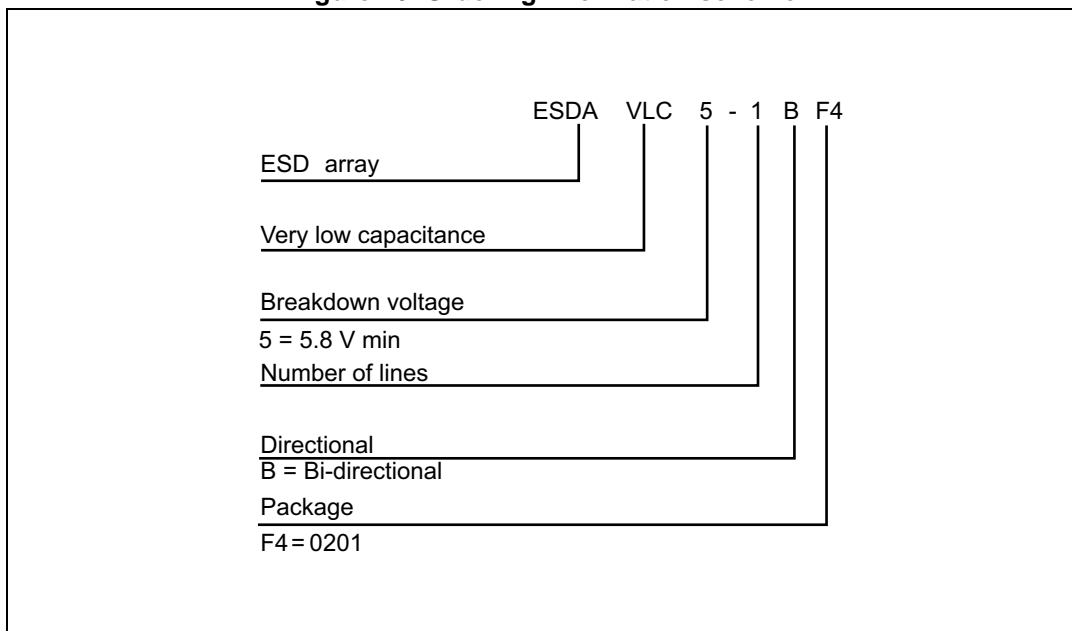 ESDA VLC 5 - 1 B F4
ESD array
Very low capacitance
Breakdown voltage
5 = 5.8 V min
Number of lines
Directional
B = Bi-directional
Package
F4 = 0201